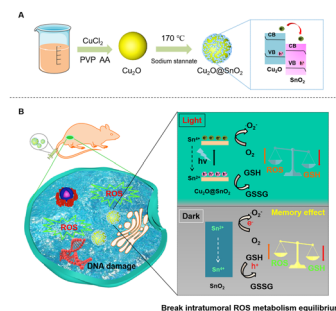 A
CuCl₂
PVP AA
Cu₂O
170 ℃
Sodium stannate
Cu₂O@SnO₂
CB
CB
VB h⁺
VB h⁺
Cu₂O
SnO₂
B
ROS
ROS
DNA damage
Light
Sn⁴⁺
hv
Sn²⁺
Cu₂O@SnO₂
O₂⁻
O₂
GSH
GSSG
Dark
Memory effect
Sn²⁺
Sn⁴⁺
SnO₂
O₂⁻
e⁻
O₂
GSH
h⁺
GSSG
Break intratumoral ROS metabolism equilibrium